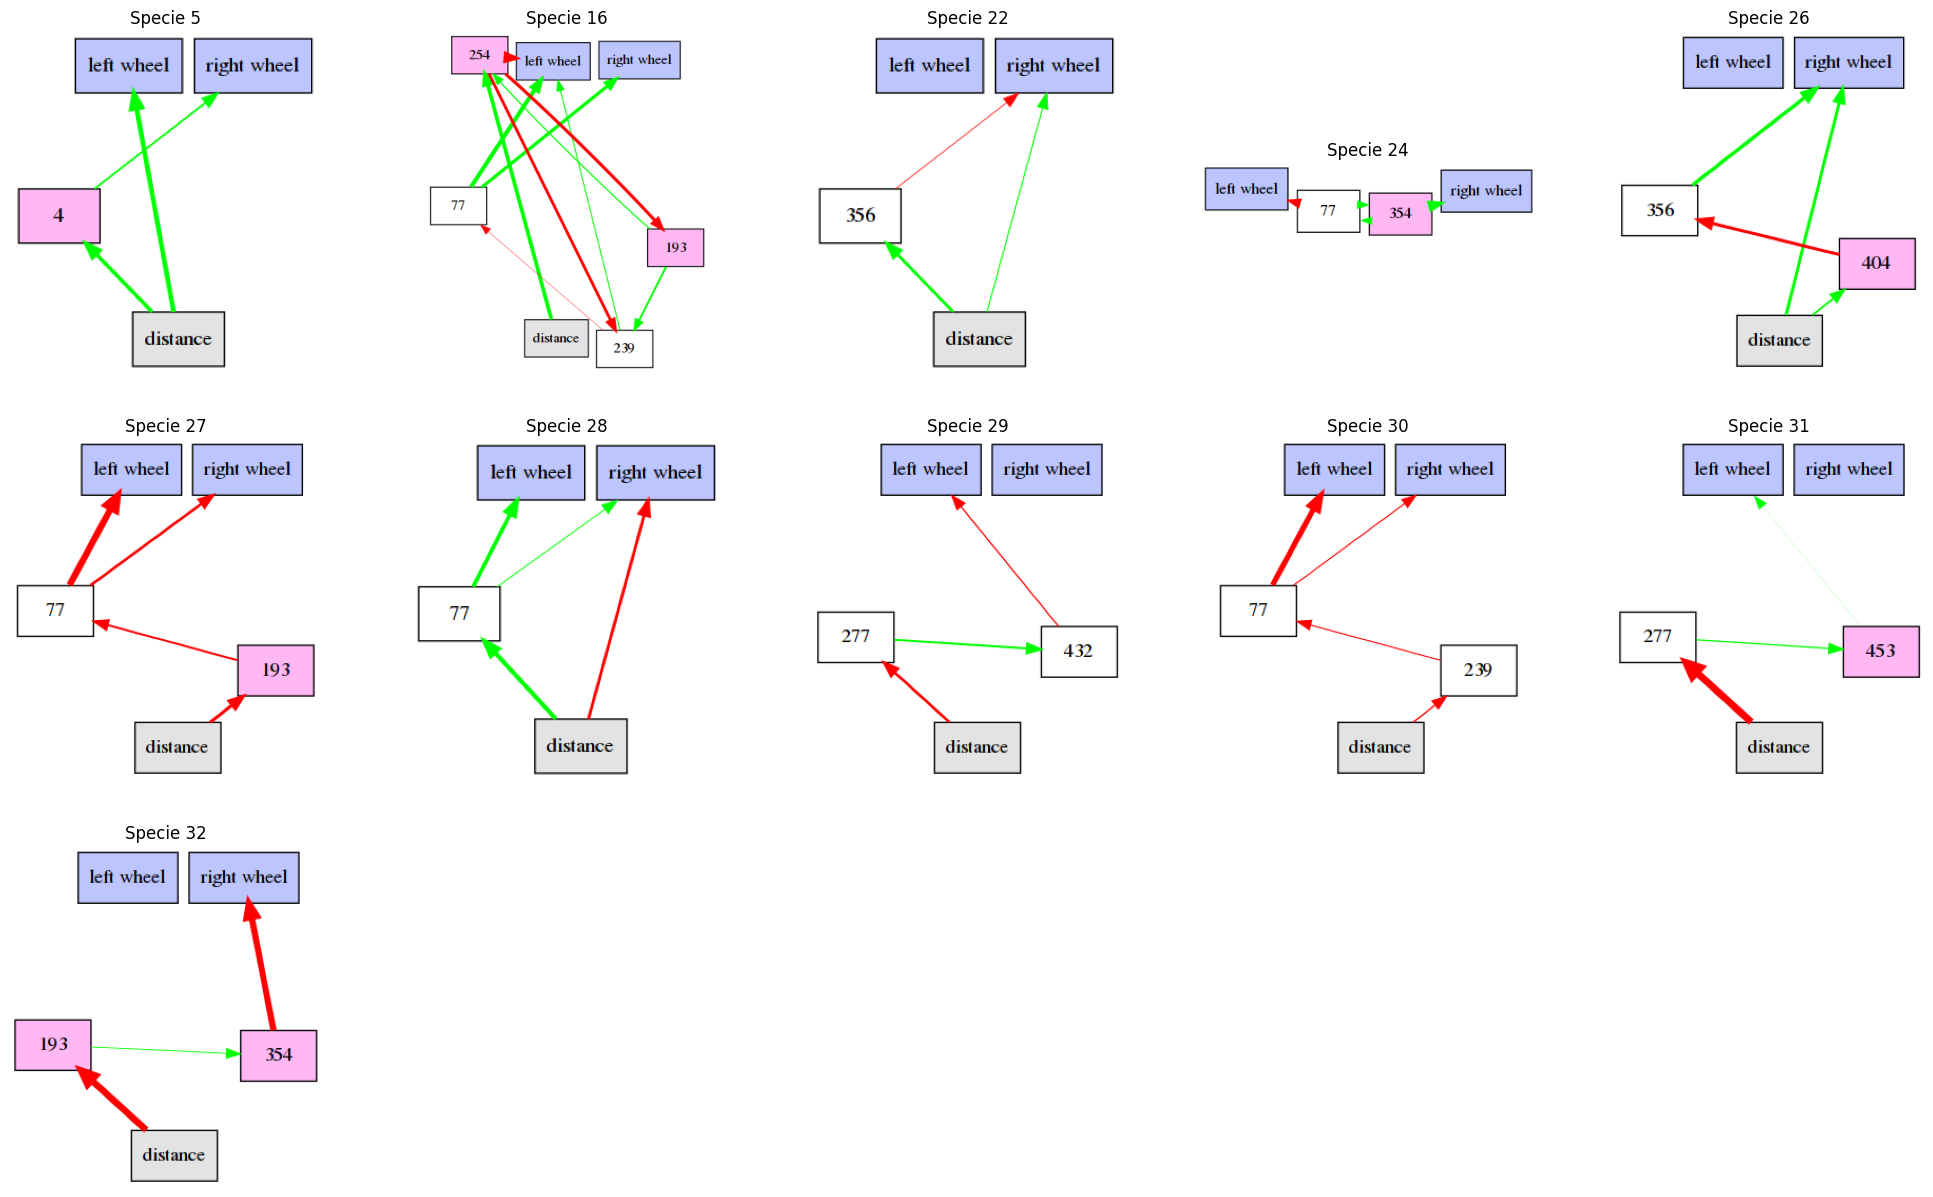 Specie 5
left wheel
right wheel
4
distance
Specie 16
254
left wheel
right wheel
77
193
distance
239
Specie 22
left wheel
right wheel
356
distance
Specie 24
left wheel
77
354
right wheel
Specie 26
left wheel
right wheel
356
404
distance
Specie 27
left wheel
right wheel
77
193
distance
Specie 28
left wheel
right wheel
77
distance
Specie 29
left wheel
right wheel
277
432
distance
Specie 30
left wheel
right wheel
77
239
distance
Specie 31
left wheel
right wheel
277
453
distance
Specie 32
left wheel
right wheel
193
354
distance